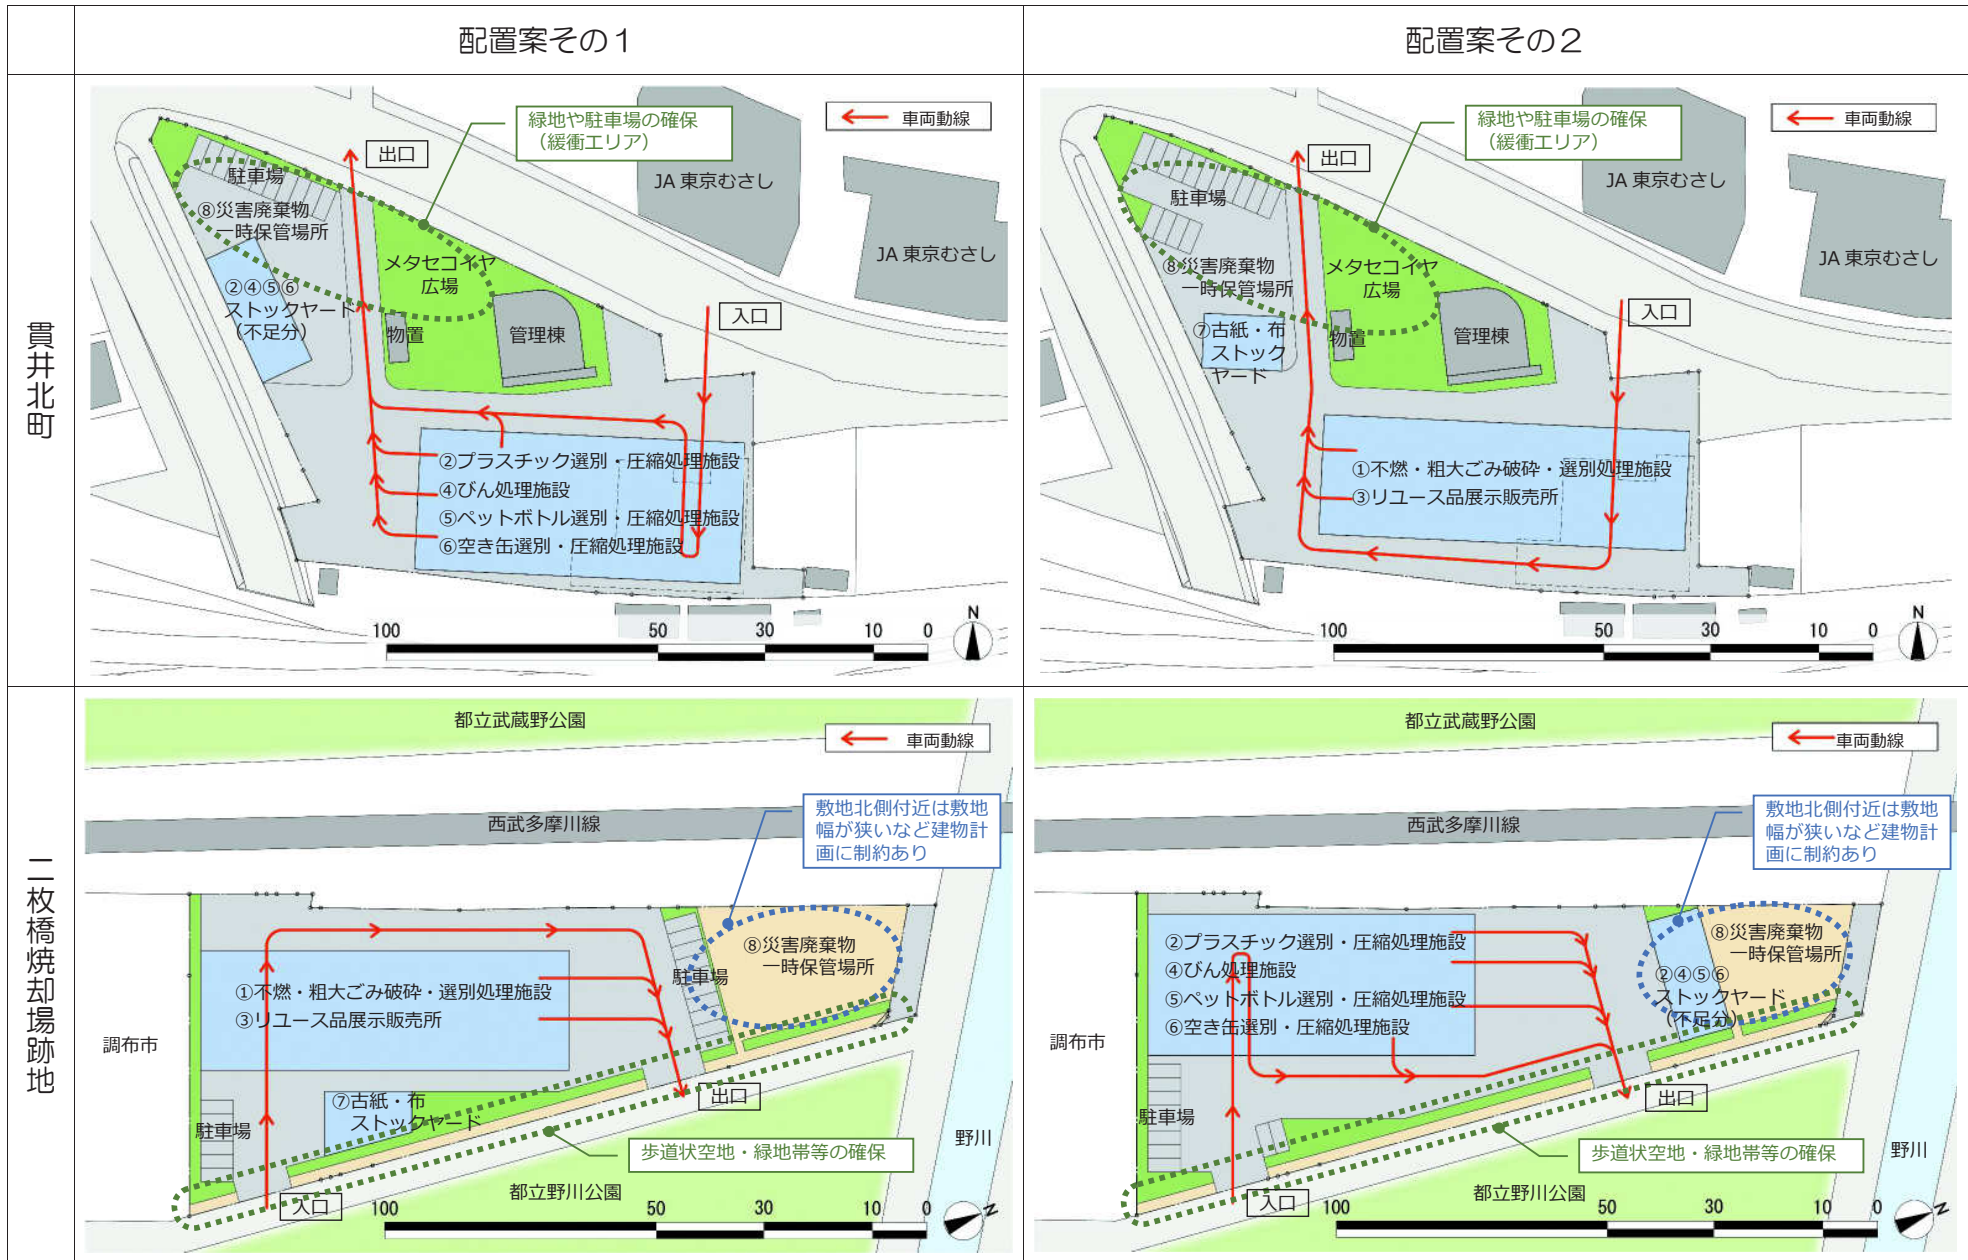 配置案その1
配置案その2
貫井北町
緑地や駐車場の確保
（緩衝エリア）
車両動線
出口
JA 東京むさし
JA 東京むさし
駐車場
⑧災害廃棄物
一時保管場所
②④⑤⑥
ストックヤード
（不足分）
メタセコイヤ
広場
物置
管理棟
入口
②プラスチック選別・圧縮処理施設
④びん処理施設
⑤ペットボトル選別・圧縮処理施設
⑥空き缶選別・圧縮処理施設
100 50 30 10 0
N
緑地や駐車場の確保
（緩衝エリア）
車両動線
出口
JA 東京むさし
JA 東京むさし
駐車場
⑧災害廃棄物
一時保管場所
メタセコイヤ
広場
⑦古紙・布
ストック
ヤード
物置
管理棟
入口
①不燃・粗大ごみ破砕・選別処理施設
③リユース品展示販売所
100 50 30 10 0
N
二枚橋焼却場跡地
都立武蔵野公園
車両動線
西武多摩川線
敷地北側付近は敷地
幅が狭いなど建物計
画に制約あり
⑧災害廃棄物
一時保管場所
駐車場
①不燃・粗大ごみ破砕・選別処理施設
③リユース品展示販売所
調布市
⑦古紙・布
ストックヤード
駐車場
出口
野川
歩道状空地・緑地帯等の確保
都立野川公園
入口
100 50 30 10 0
N
都立武蔵野公園
車両動線
西武多摩川線
敷地北側付近は敷地
幅が狭いなど建物計
画に制約あり
②プラスチック選別・圧縮処理施設
④びん処理施設
⑤ペットボトル選別・圧縮処理施設
⑥空き缶選別・圧縮処理施設
⑧災害廃棄物
一時保管場所
②④⑤⑥
ストックヤード
（不足分）
調布市
駐車場
出口
野川
歩道状空地・緑地帯等の確保
都立野川公園
入口
100 50 30 10 0
N